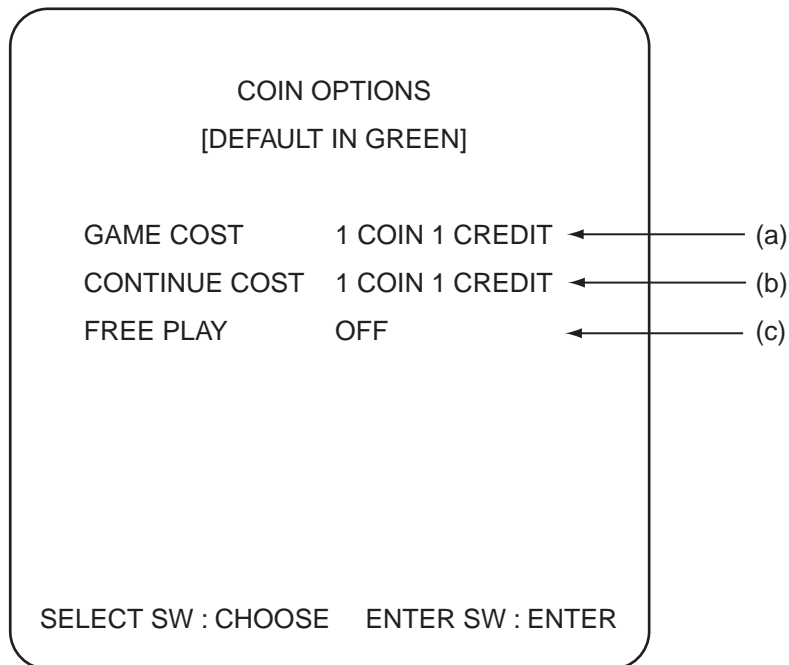 COIN OPTIONS
[DEFAULT IN GREEN]
GAME COST 1 COIN 1 CREDIT (a)
CONTINUE COST 1 COIN 1 CREDIT (b)
FREE PLAY OFF (c)
SELECT SW : CHOOSE ENTER SW : ENTER